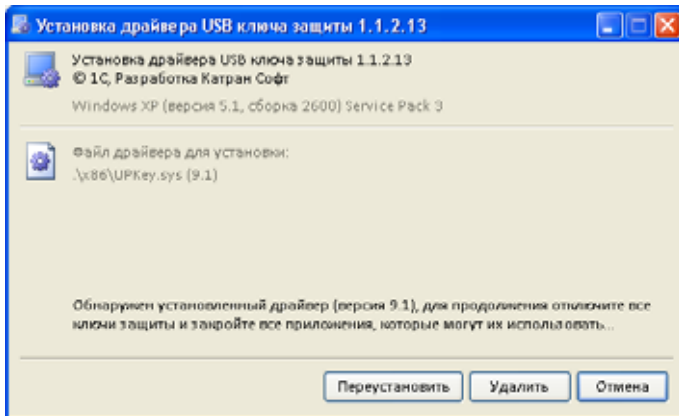 Установка драйвера USB ключа защиты 1.1.2.13
Установка драйвера USB ключа защиты 1.1.2.13
© 1С, Разработка Катран Софт
Windows XP (версия 5.1, сборка 2600) Service Pack 3
Файл драйвера для установки:
.\x86\UPKey.sys (9.1)
Обнаружен установленный драйвер (версия 9.1), для продолжения отключите все
ключи защиты и закройте все приложения, которые могут их использовать...
Переустановить Удалить Отмена